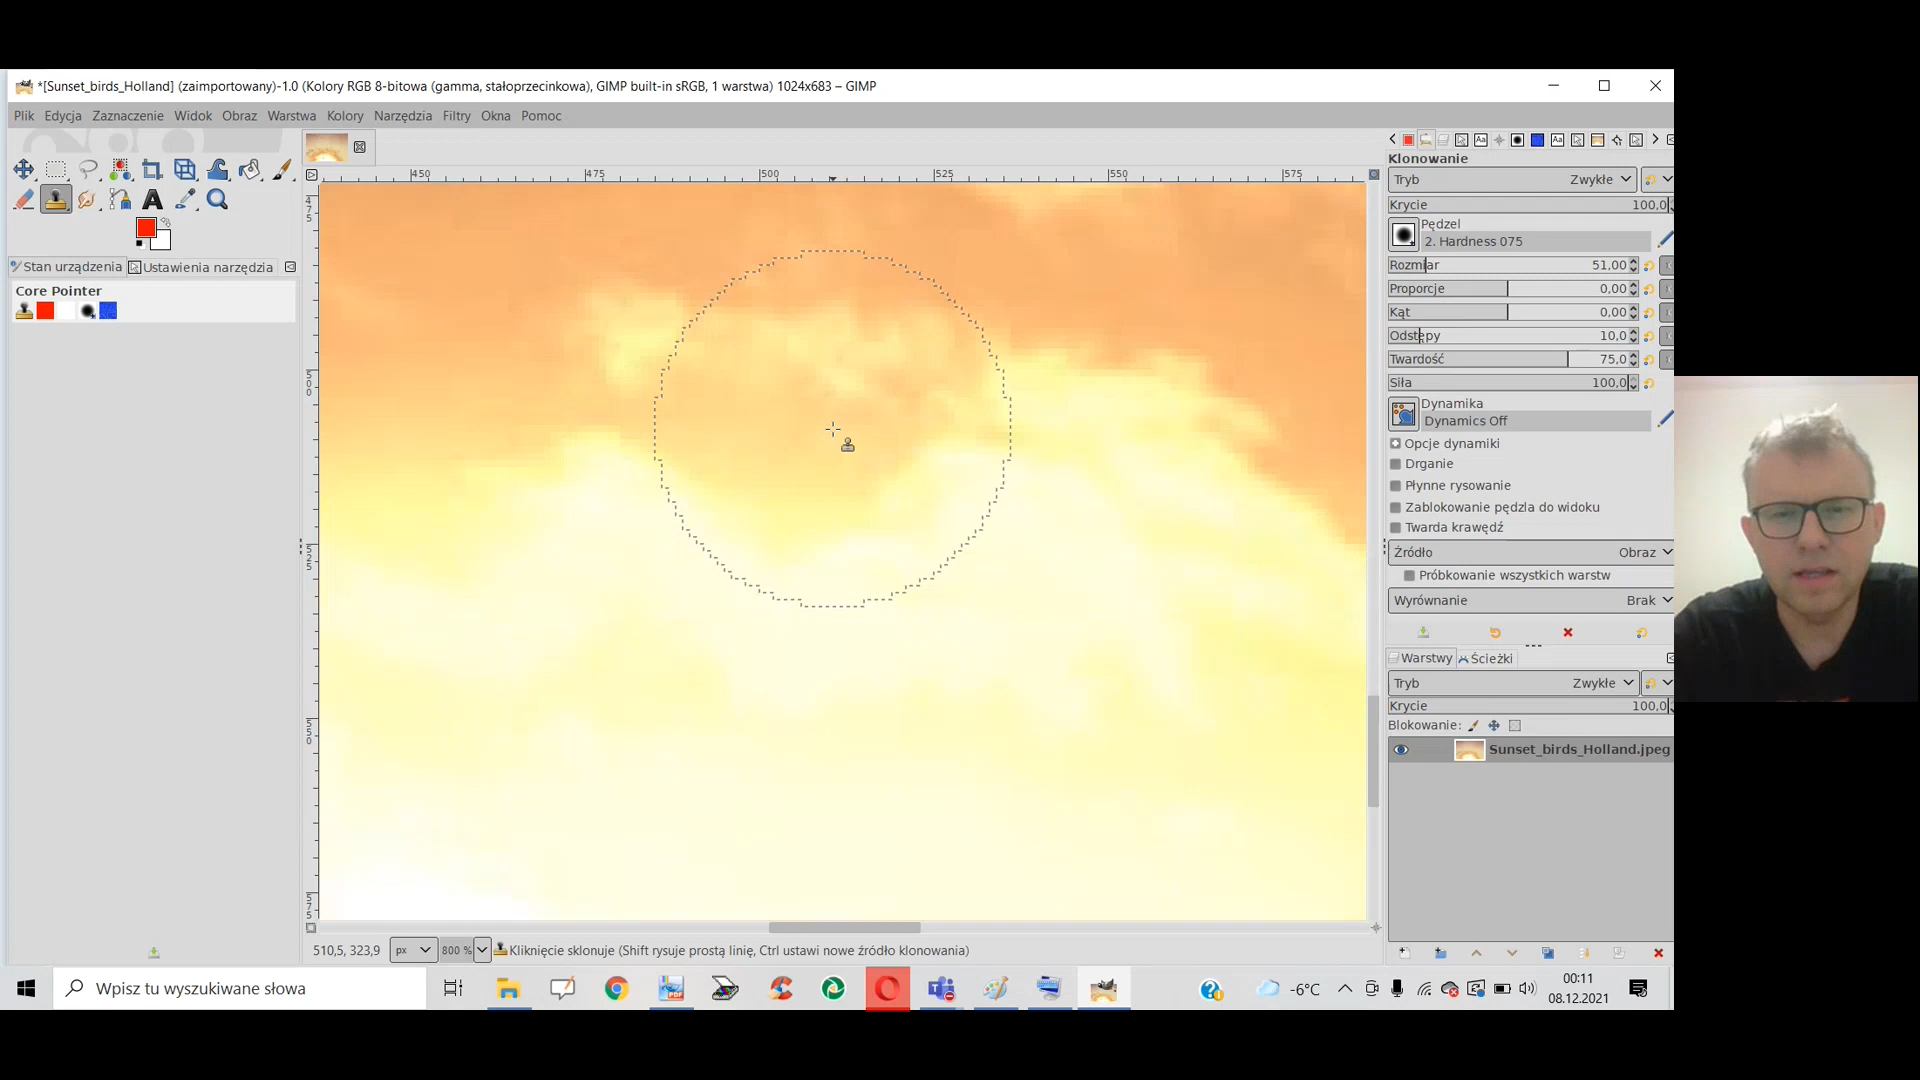 *[Sunset_birds_Holland] (zaimportowany)-1.0 (Kolory RGB 8-bitowa (gamma, stałoprzecinkowa), GIMP built-in sRGB, 1 warstwa) 1024x683 – GIMP
Plik Edycja Zaznaczenie Widok Obraz Warstwa Kolory Narzędzia Filtry Okna Pomoc
450 475 500 525 550 575
475
500
525
550
575
Stan urządzenia Ustawienia narzędzia
Core Pointer
Klonowanie
Tryb Zwykłe
Krycie 100,0
Pędzel
2. Hardness 075
Rozmiar 51,00
Proporcje 0,00
Kąt 0,00
Odstępy 10,0
Twardość 75,0
Siła 100,0
Dynamika
Dynamics Off
Opcje dynamiki
Drganie
Płynne rysowanie
Zablokowanie pędzla do widoku
Twarda krawędź
Źródło Obraz
Próbkowanie wszystkich warstw
Wyrównanie Brak
Warstwy Ścieżki
Tryb Zwykłe
Krycie 100,0
Blokowanie:
Sunset_birds_Holland.jpeg
510,5, 323,9 px 800 % Kliknięcie sklonuje (Shift rysuje prostą linię, Ctrl ustawi nowe źródło klonowania)
Wpisz tu wyszukiwane słowa
-6°C
00:11
08.12.2021